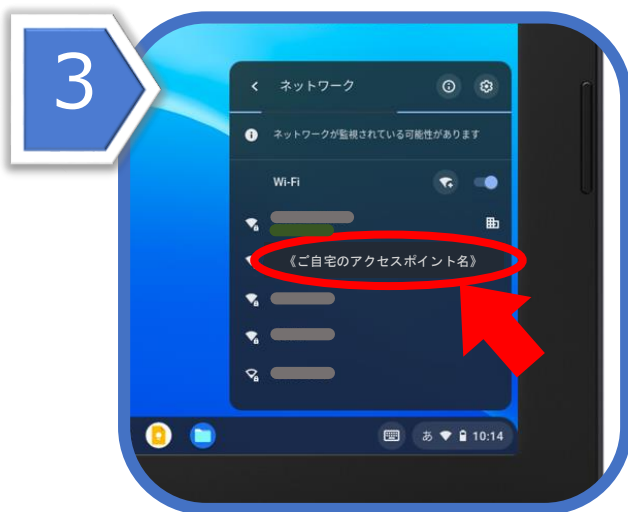 3
ネットワーク
ネットワークが監視されている可能性があります
Wi-Fi
《ご自宅のアクセスポイント名》
あ 10:14